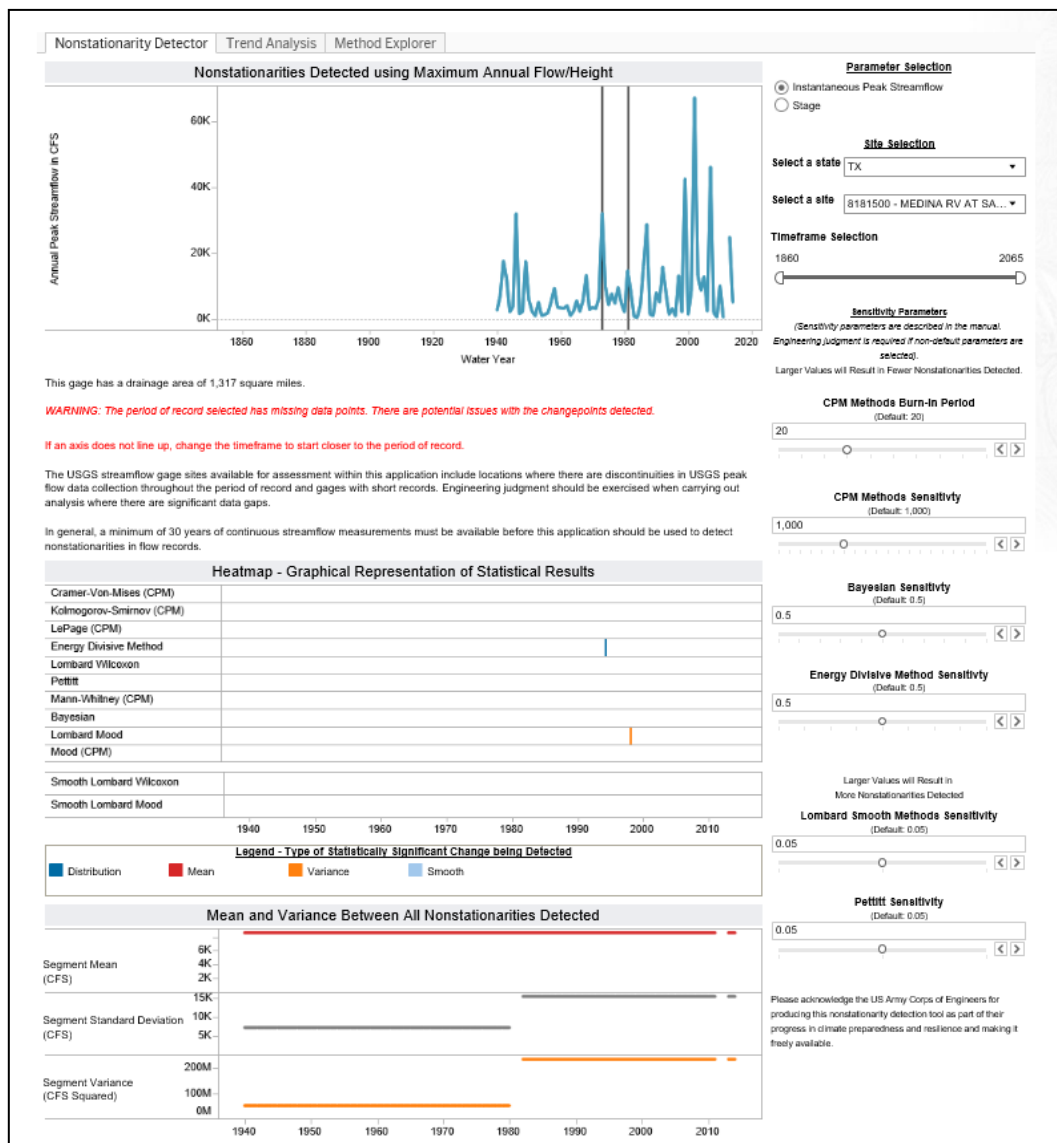 Nonstationarity Detector
Trend Analysis
Method Explorer
Nonstationarities Detected using Maximum Annual Flow/Height
Annual Peak Streamflow in CFS
60K
40K
20K
0K
1860 1880 1900 1920 1940 1960 1980 2000 2020
Water Year
This gage has a drainage area of 1,317 square miles.
WARNING: The period of record selected has missing data points. There are potential issues with the changepoints detected.
If an axis does not line up, change the timeframe to start closer to the period of record.
The USGS streamflow gage sites available for assessment within this application include locations where there are discontinuities in USGS peak
flow data collection throughout the period of record and gages with short records. Engineering judgment should be exercised when carrying out
analysis where there are significant data gaps.
In general, a minimum of 30 years of continuous streamflow measurements must be available before this application should be used to detect
nonstationarities in flow records.
Heatmap - Graphical Representation of Statistical Results
Cramer-Von-Mises (CPM)
Kolmogorov-Smirnov (CPM)
LePage (CPM)
Energy Divisive Method
Lombard Wilcoxon
Pettitt
Mann-Whitney (CPM)
Bayesian
Lombard Mood
Mood (CPM)
Smooth Lombard Wilcoxon
Smooth Lombard Mood
1940 1950 1960 1970 1980 1990 2000 2010
Legend - Type of Statistically Significant Change being Detected
Distribution Mean Variance Smooth
Mean and Variance Between All Nonstationarities Detected
Segment Mean
(CFS)
6K
4K
2K
Segment Standard Deviation
(CFS)
15K
10K
5K
Segment Variance
(CFS Squared)
200M
100M
0M
1940 1950 1960 1970 1980 1990 2000 2010
Parameter Selection
Instantaneous Peak Streamflow
Stage
Site Selection
Select a state TX
Select a site 8181500 - MEDINA RV AT SA...
Timeframe Selection
1860 2065
Sensitivity Parameters
(Sensitivity parameters are described in the manual.
Engineering judgment is required if non-default parameters are
selected).
Larger Values will Result in Fewer Nonstationarities Detected.
CPM Methods Burn-In Period
(Default: 20)
20
CPM Methods Sensitivty
(Default: 1,000)
1,000
Bayesian Sensitivty
(Default: 0.5)
0.5
Energy Divisive Method Sensitivty
(Default: 0.5)
0.5
Larger Values will Result in
More Nonstationarities Detected
Lombard Smooth Methods Sensitivity
(Default: 0.05)
0.05
Pettitt Sensitivity
(Default: 0.05)
0.05
Please acknowledge the US Army Corps of Engineers for
producing this nonstationarity detection tool as part of their
progress in climate preparedness and resilience and making it
freely available.